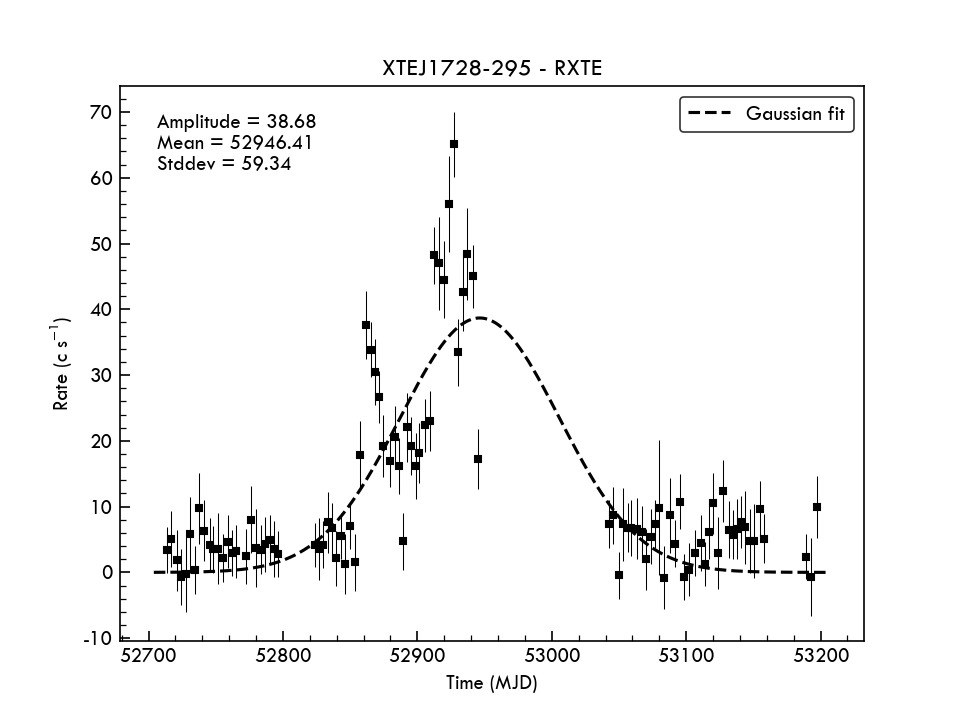 XTEJ1728-295 - RXTE
Amplitude = 38.68
Mean = 52946.41
Stddev = 59.34
Gaussian fit
70
60
50
40
30
20
10
0
-10
Rate (c s⁻¹)
52700 52800 52900 53000 53100 53200
Time (MJD)